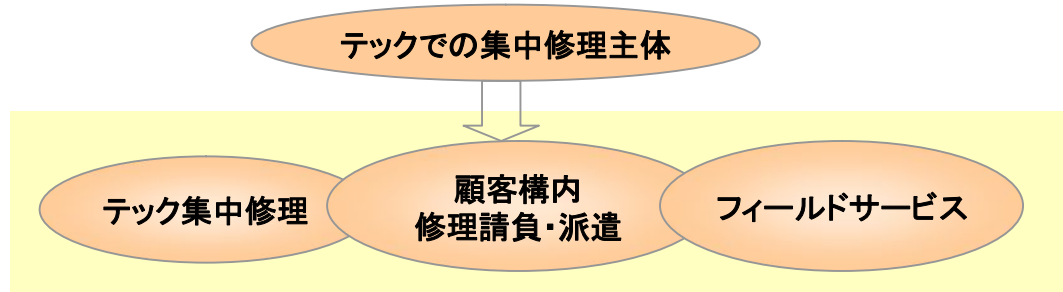 テックでの集中修理主体
テック集中修理
顧客構内
修理請負・派遣
フィールドサービス